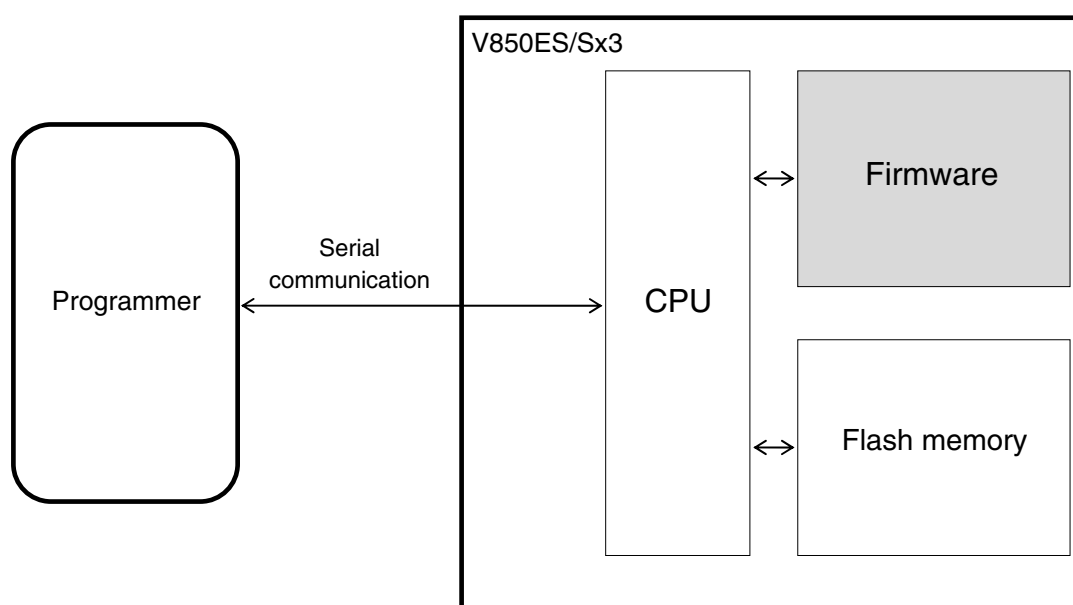 V850ES/Sx3
Firmware
Serial
communication
Programmer
CPU
Flash memory